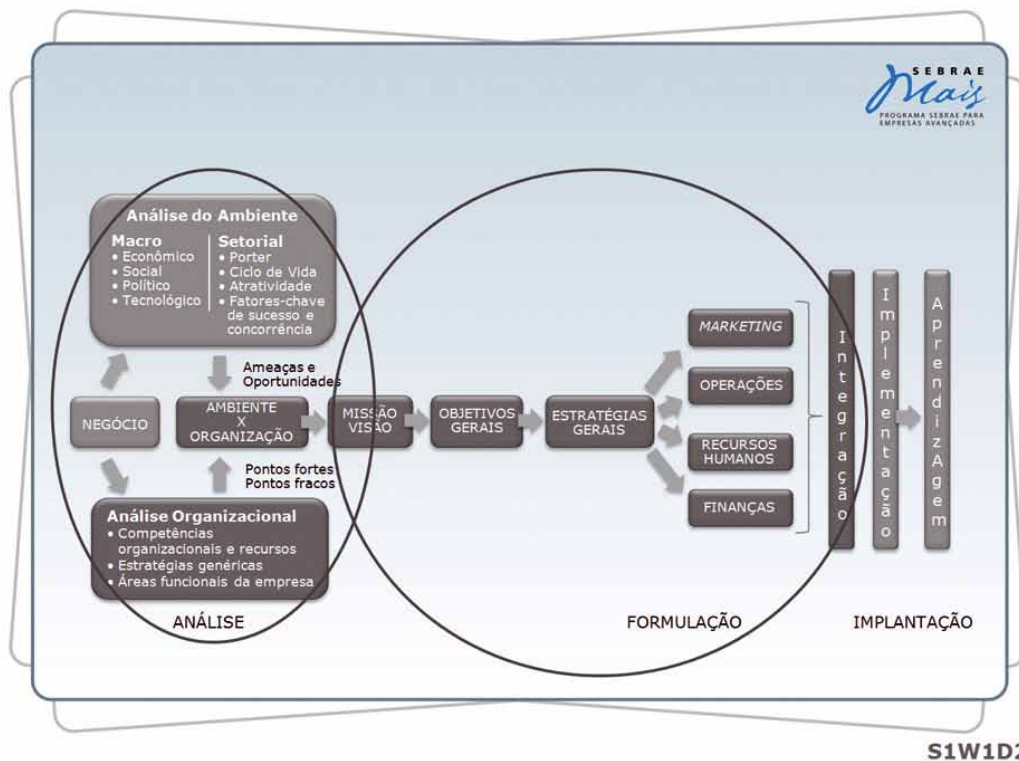 SEBRAE
Mais
PROGRAMA SEBRAE PARA
EMPRESAS AVANÇADAS
Análise do Ambiente
Macro
• Econômico
• Social
• Político
• Tecnológico
Setorial
• Porter
• Ciclo de Vida
• Atratividade
• Fatores-chave
de sucesso e
concorrência
Ameaças e
Oportunidades
NEGÓCIO
AMBIENTE
X
ORGANIZAÇÃO
MISSÃO
VISÃO
OBJETIVOS
GERAIS
ESTRATÉGIAS
GERAIS
MARKETING
OPERAÇÕES
RECURSOS
HUMANOS
FINANÇAS
Integração
Implementação
AprendizAgem
Pontos fortes
Pontos fracos
Análise Organizacional
• Competências
organizacionais e recursos
• Estratégias genéricas
• Áreas funcionais da empresa
ANÁLISE
FORMULAÇÃO
IMPLANTAÇÃO
S1W1D2